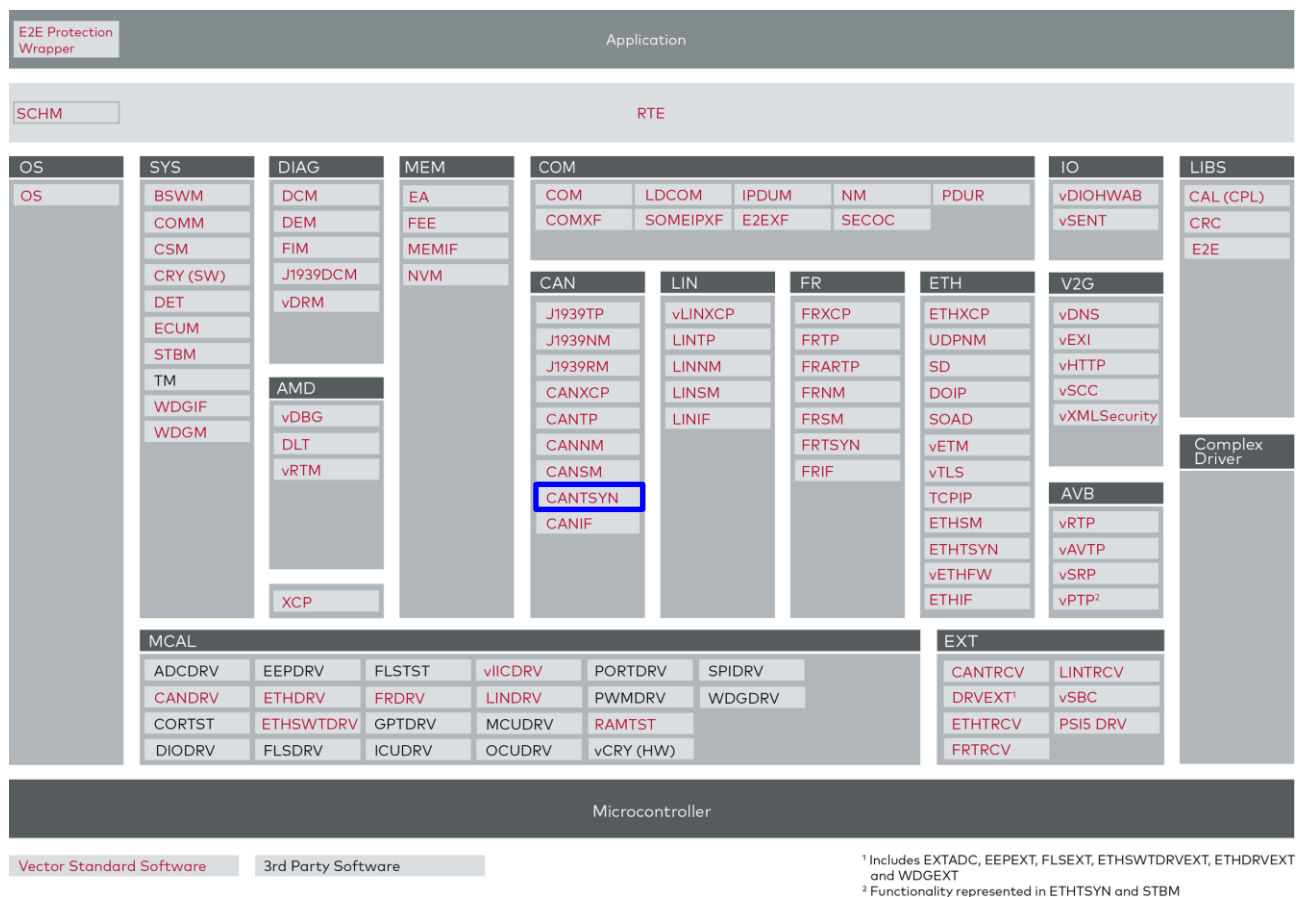 E2E Protection
Wrapper
Application
SCHM
RTE
OS
OS
SYS
BSWM
COMM
CSM
CRY (SW)
DET
ECUM
STBM
TM
WDGIF
WDGM
DIAG
DCM
DEM
FIM
J1939DCM
vDRM
AMD
vDBG
DLT
vRTM
XCP
MEM
EA
FEE
MEMIF
NVM
COM
COM LDCOM IPDUM NM PDUR
COMXF SOMEIPXF E2EXF SECOC
CAN
J1939TP
J1939NM
J1939RM
CANXCP
CANTP
CANNM
CANSM
CANTSYN
CANIF
LIN
vLINXCP
LINTP
LINNM
LINSM
LINIF
FR
FRXCP
FRTP
FRARTP
FRNM
FRSM
FRTSYN
FRIF
ETH
ETHXCP
UDPNM
SD
DOIP
SOAD
vETM
vTLS
TCPIP
ETHSM
ETHTSYN
vETHFW
ETHIF
IO
vDIOHWAB
vSENT
V2G
vDNS
vEXI
vHTTP
vSCC
vXMLSecurity
AVB
vRTP
vAVTP
vSRP
vPTP²
LIBS
CAL (CPL)
CRC
E2E
Complex
Driver
MCAL
ADCDRV EEPDRV FLSTST vIICDRV PORTDRV SPIDRV
CANDRV ETHDRV FRDRV LINDRV PWMDRV WDGDRV
CORTST ETHSWTDRV GPTDRV MCUDRV RAMTST
DIODRV FLSDRV ICUDRV OCUDRV vCRY (HW)
EXT
CANTRCV LINTRCV
DRVEXT¹ vSBC
ETHTRCV PSI5 DRV
FRTRCV
Microcontroller
Vector Standard Software 3rd Party Software
¹ Includes EXTADC, EEPEXT, FLSEXT, ETHSWTDRVEXT, ETHDRVEXT
and WDGEXT
² Functionality represented in ETHTSYN and STBM